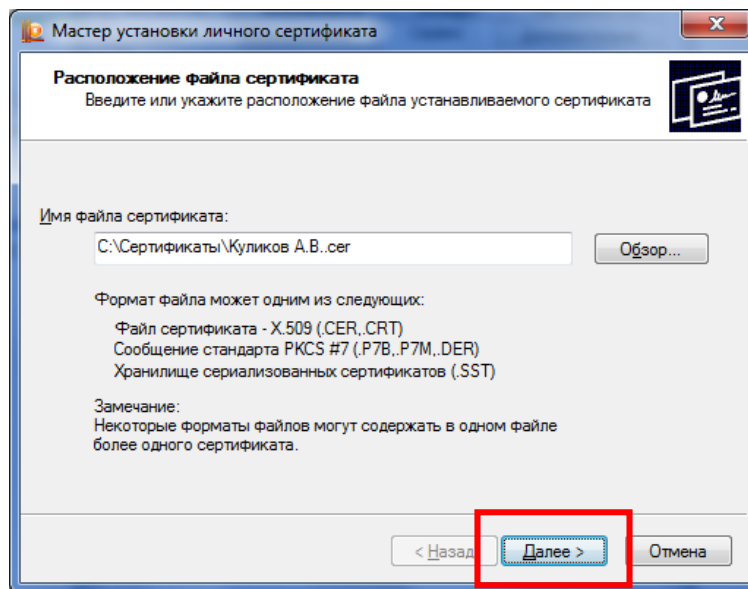 Мастер установки личного сертификата
Расположение файла сертификата
Введите или укажите расположение файла устанавливаемого сертификата
Имя файла сертификата:
C:\Сертификаты\Куликов А.В..cer
Обзор...
Формат файла может одним из следующих:
Файл сертификата - X.509 (.CER,.CRT)
Сообщение стандарта PKCS #7 (.P7B,.P7M,.DER)
Хранилище сериализованных сертификатов (.SST)
Замечание:
Некоторые форматы файлов могут содержать в одном файле
более одного сертификата.
< Назад Далее > Отмена